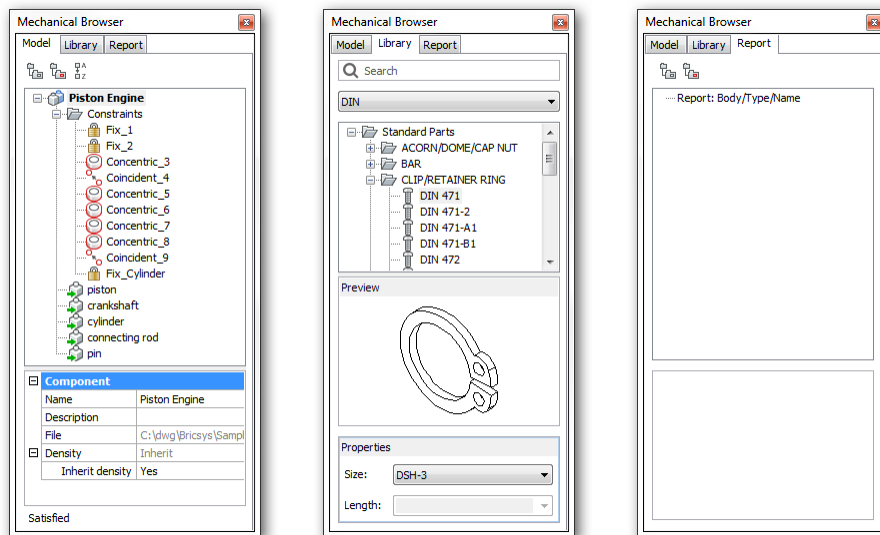 Mechanical Browser
Model Library Report
Piston Engine
Constraints
Fix_1
Fix_2
Concentric_3
Coincident_4
Concentric_5
Concentric_6
Concentric_7
Concentric_8
Coincident_9
Fix_Cylinder
piston
crankshaft
cylinder
connecting rod
pin
Component
Name Piston Engine
Description
File C:\dwg\Bricsys\Sampl
Density Inherit
Inherit density Yes
Satisfied
Mechanical Browser
Model Library Report
Search
DIN
Standard Parts
ACORN/DOME/CAP NUT
BAR
CLIP/RETAINER RING
DIN 471
DIN 471-2
DIN 471-A1
DIN 471-B1
DIN 472
Preview
Properties
Size: DSH-3
Length:
Mechanical Browser
Model Library Report
Report: Body/Type/Name